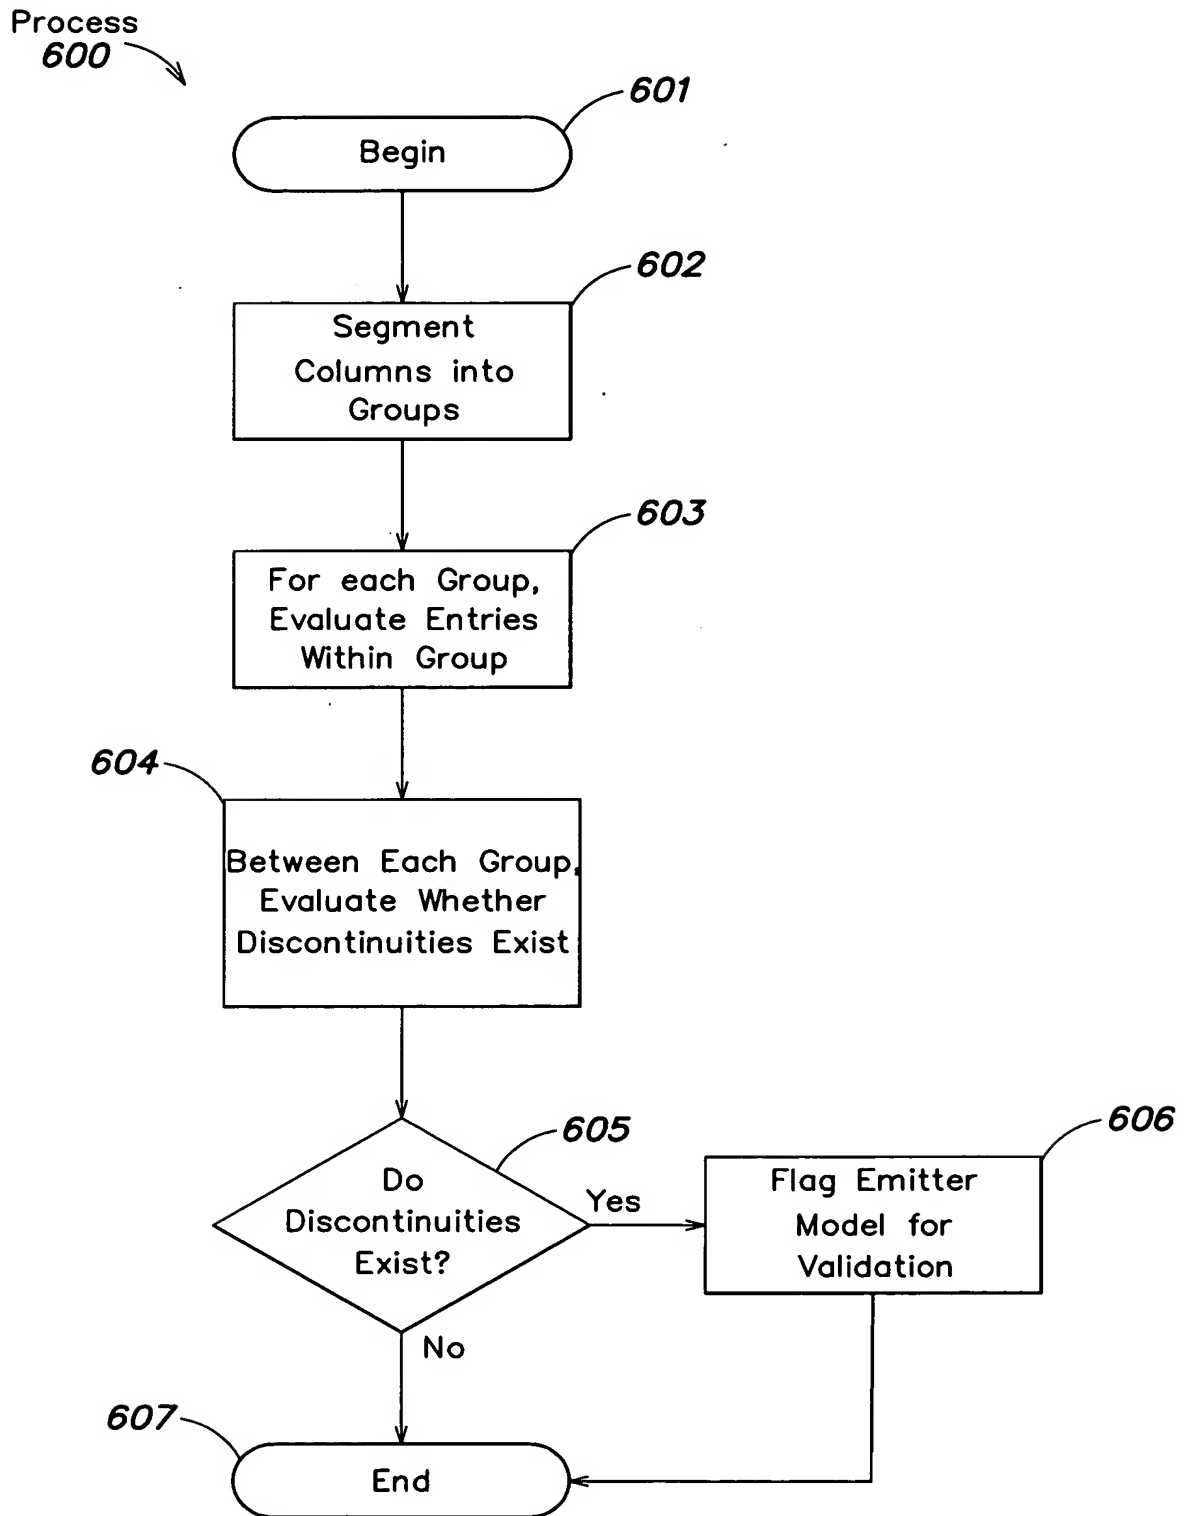 Process
600
601
Begin
602
Segment
Columns into
Groups
603
For each Group,
Evaluate Entries
Within Group
604
Between Each Group,
Evaluate Whether
Discontinuities Exist
605
Do
Discontinuities
Exist?
Yes
606
Flag Emitter
Model for
Validation
No
607
End